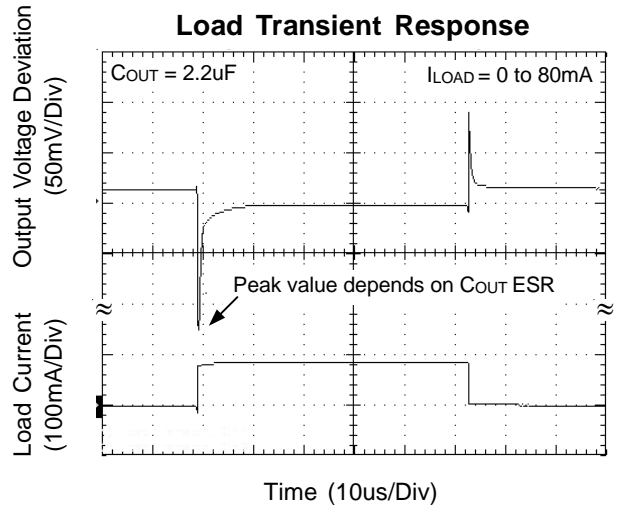 Load Transient Response
COUT = 2.2uF
ILOAD = 0 to 80mA
Output Voltage Deviation
(50mV/Div)
Peak value depends on COUT ESR
Load Current
(100mA/Div)
Time (10us/Div)